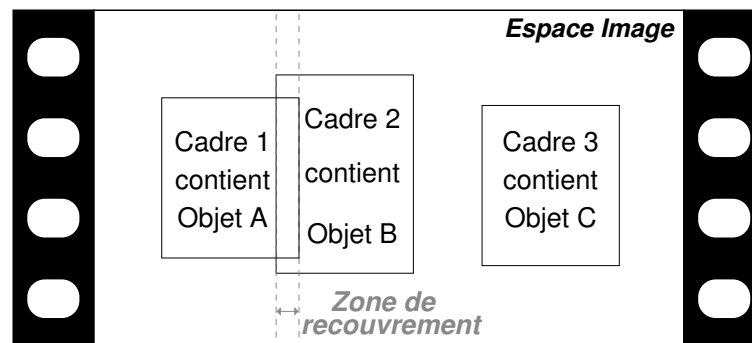 Espace Image
Cadre 1
contient
Objet A
Cadre 2
contient
Objet B
Cadre 3
contient
Objet C
Zone de
recouvrement